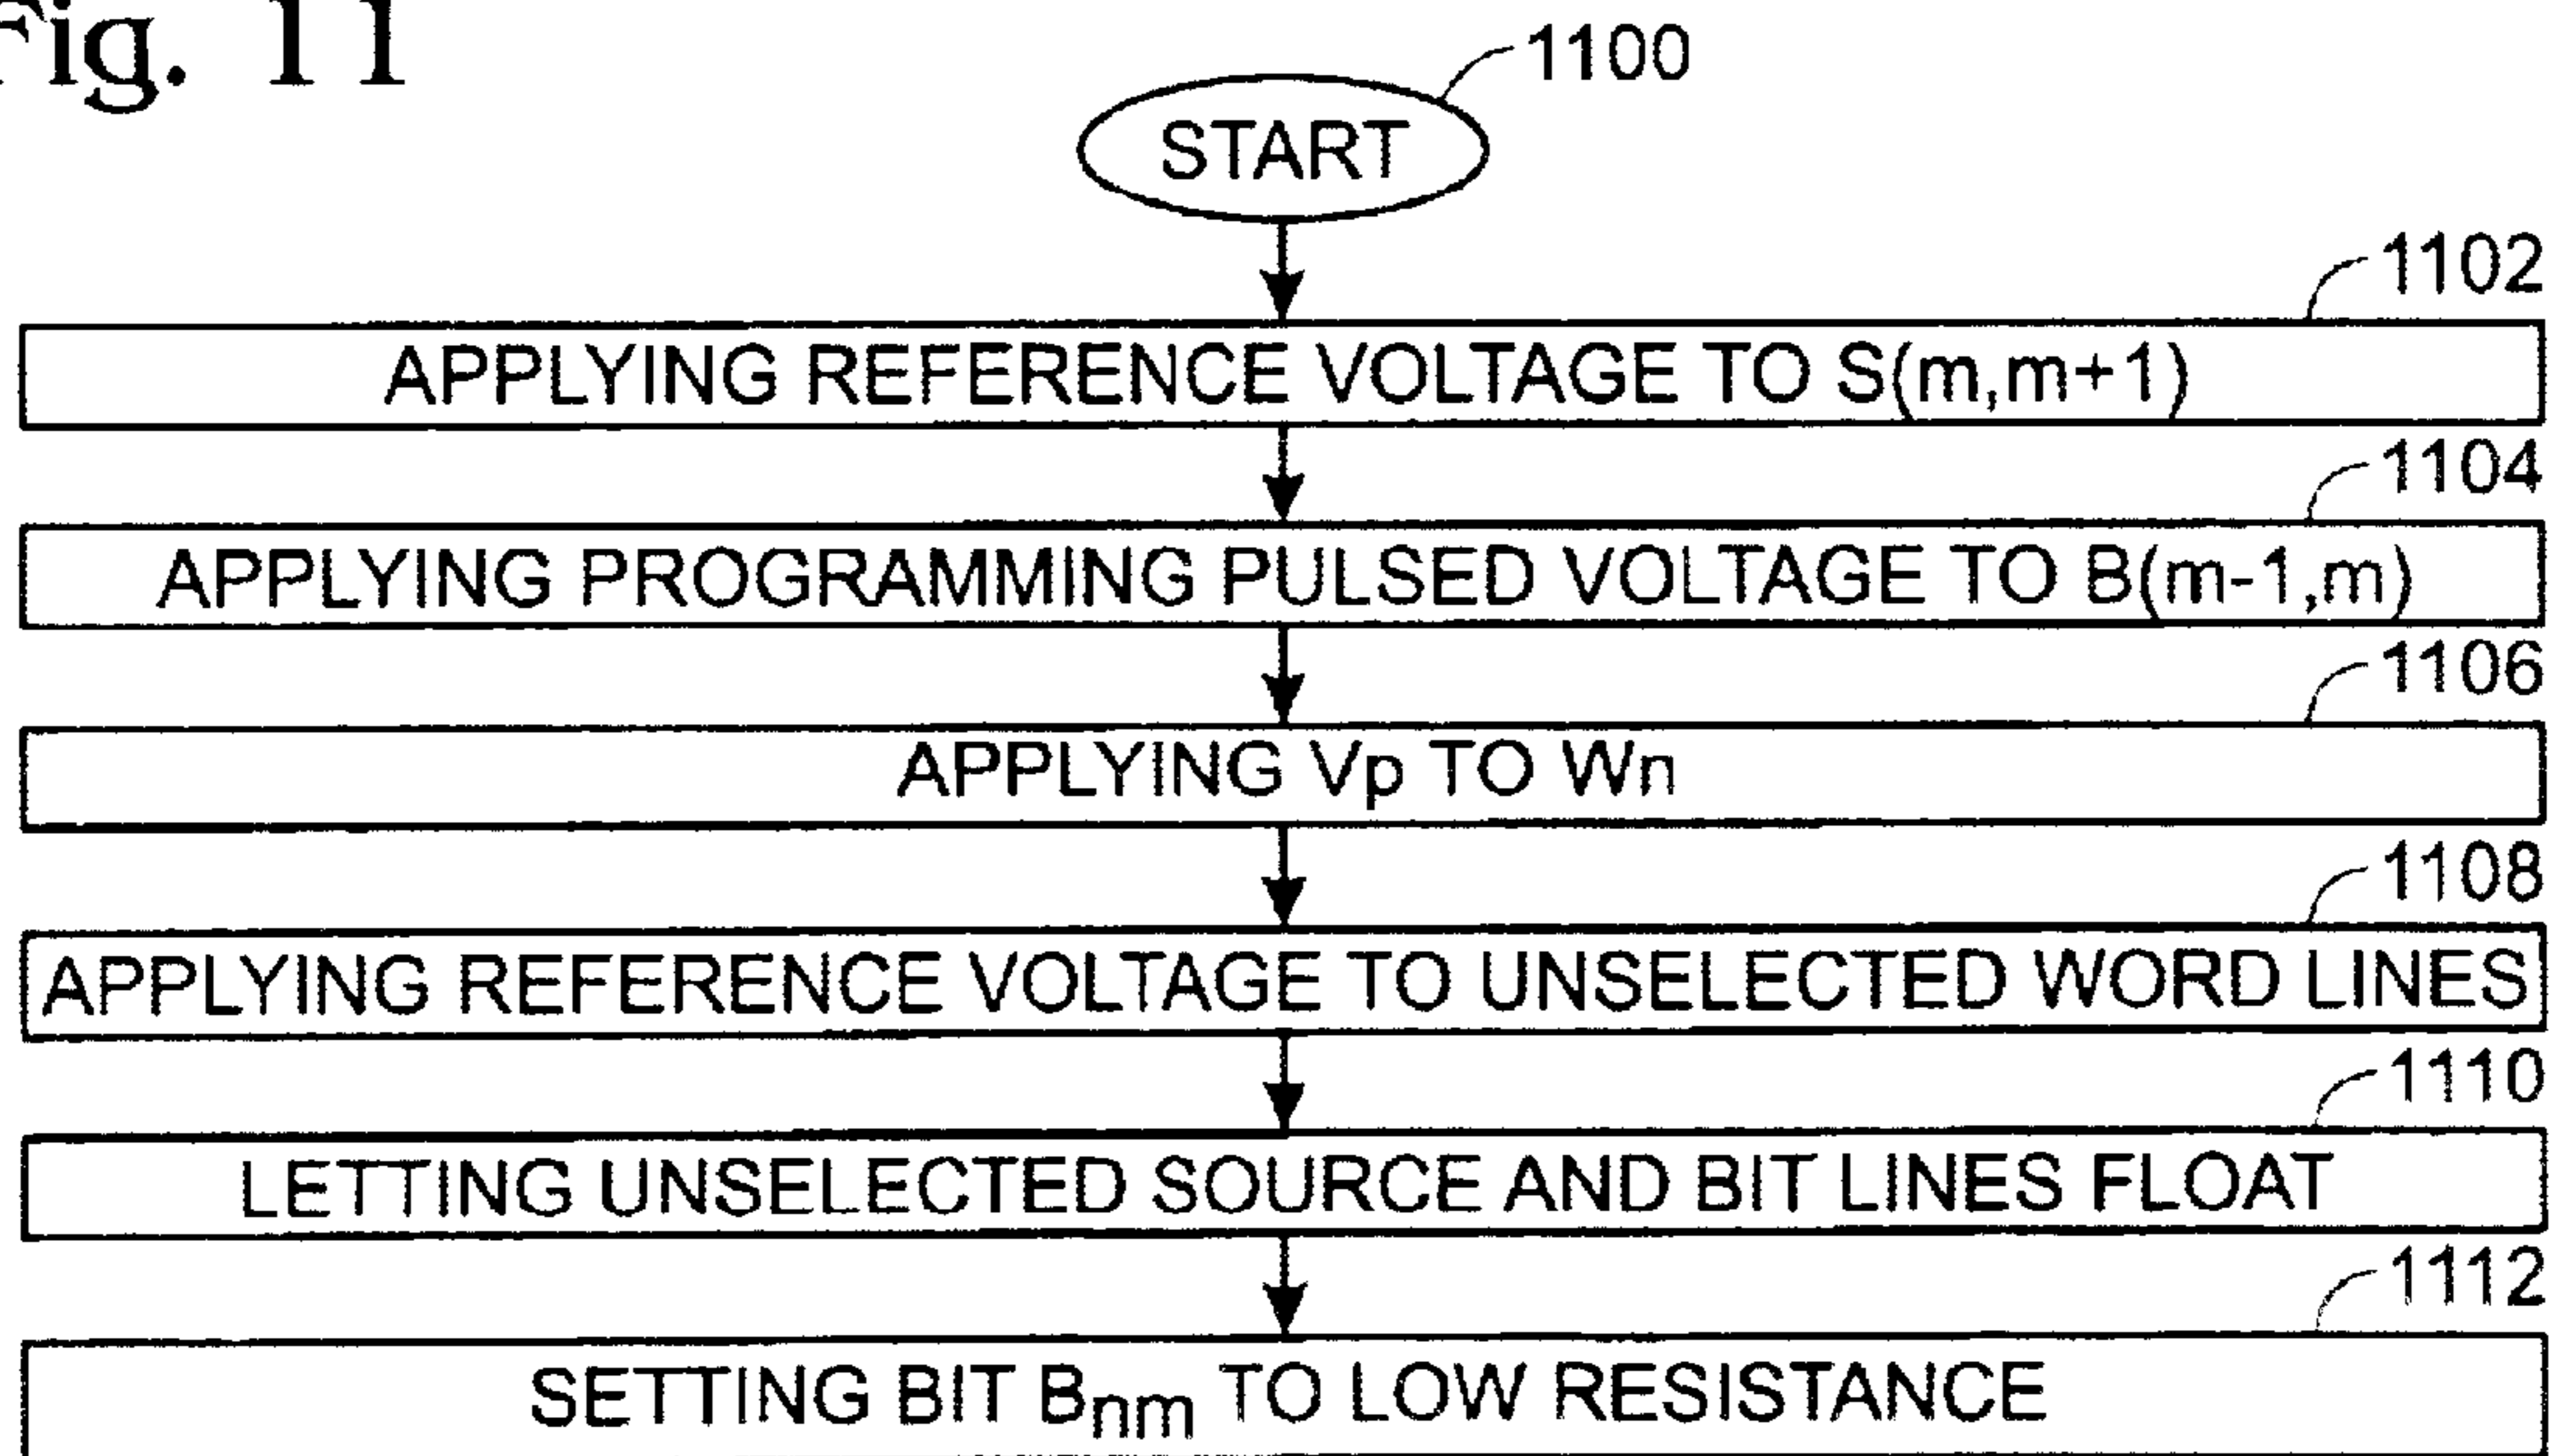 Fig. 11
1100
START
1102
APPLYING REFERENCE VOLTAGE TO S(m,m+1)
1104
APPLYING PROGRAMMING PULSED VOLTAGE TO B(m-1,m)
1106
APPLYING Vp TO Wn
1108
APPLYING REFERENCE VOLTAGE TO UNSELECTED WORD LINES
1110
LETTING UNSELECTED SOURCE AND BIT LINES FLOAT
1112
SETTING BIT Bnm TO LOW RESISTANCE